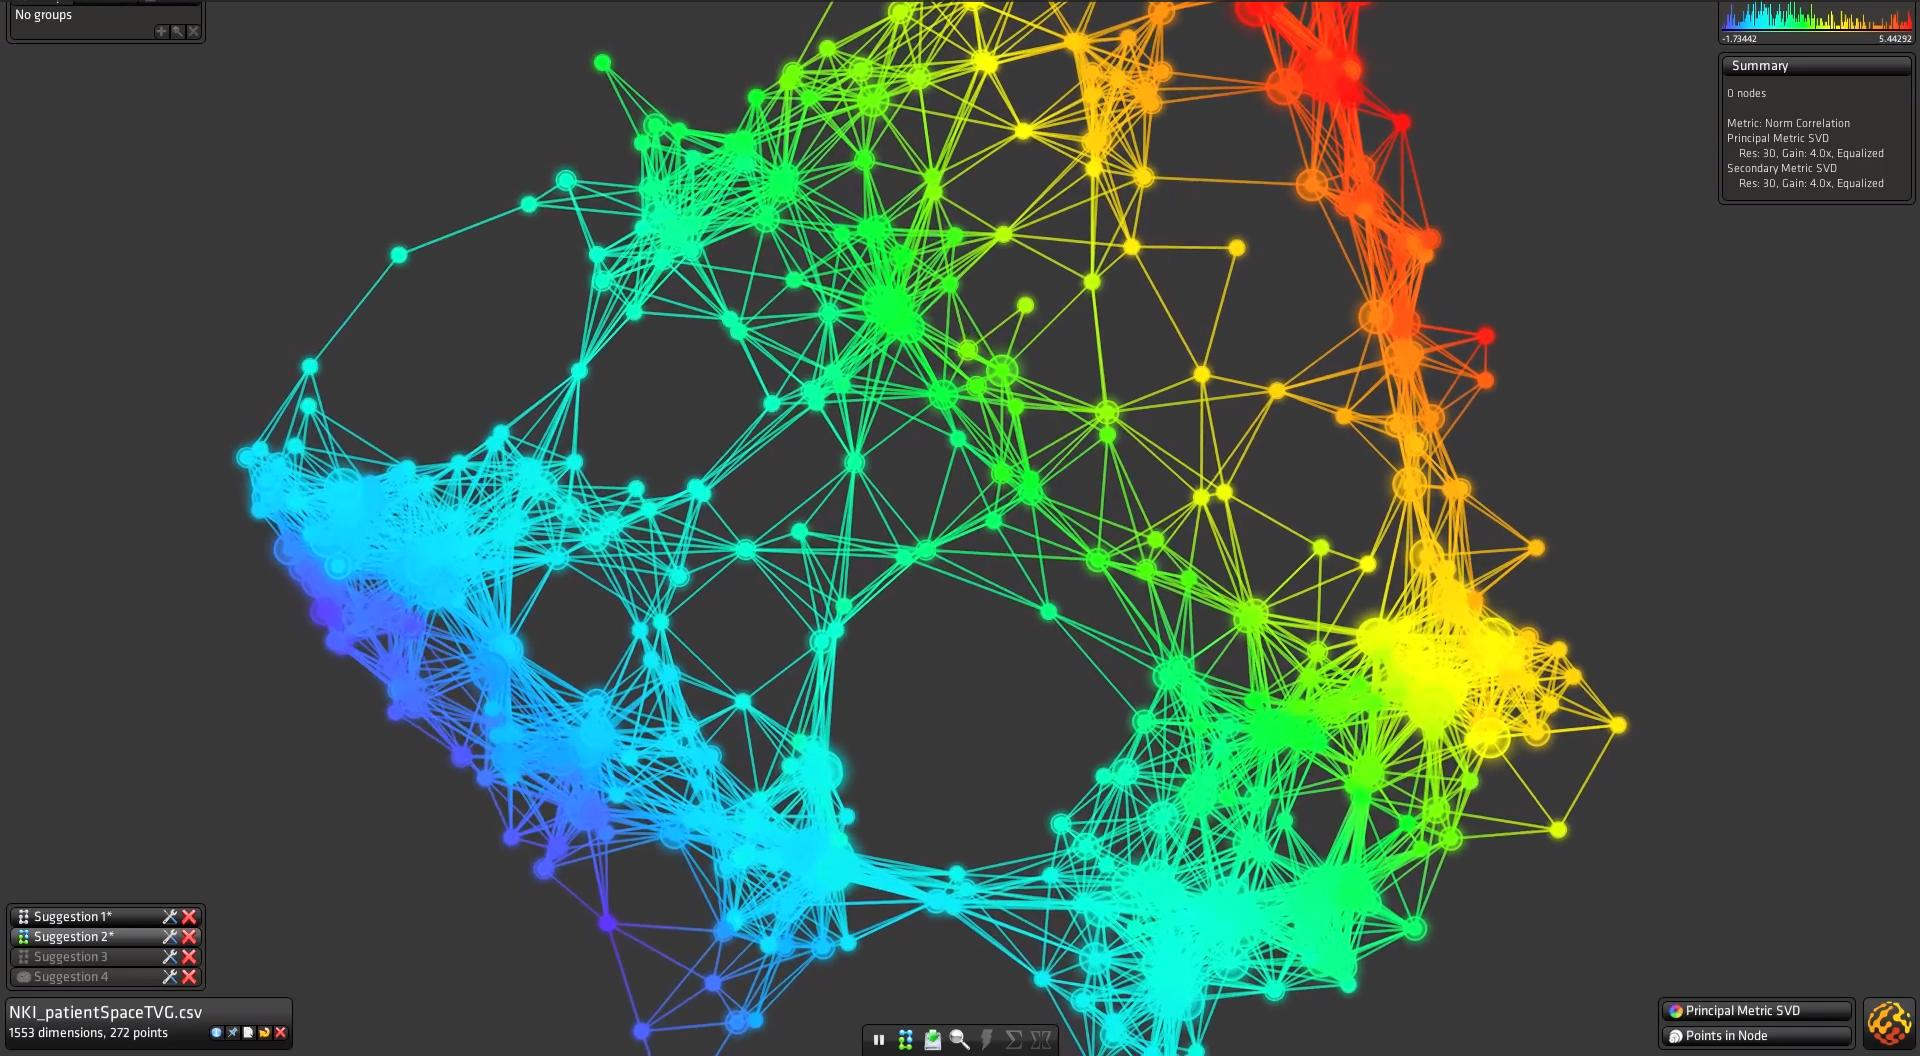 No groups
-1.73442
5.44292
Summary
0 nodes
Metric: Norm Correlation
Principal Metric SVD
Res: 30, Gain: 4.0x, Equalized
Secondary Metric SVD
Res: 30, Gain: 4.0x, Equalized
Suggestion 1*
Suggestion 2*
Suggestion 3
Suggestion 4
NKI_patientSpaceTVG.csv
1553 dimensions, 272 points
Principal Metric SVD
Points in Node